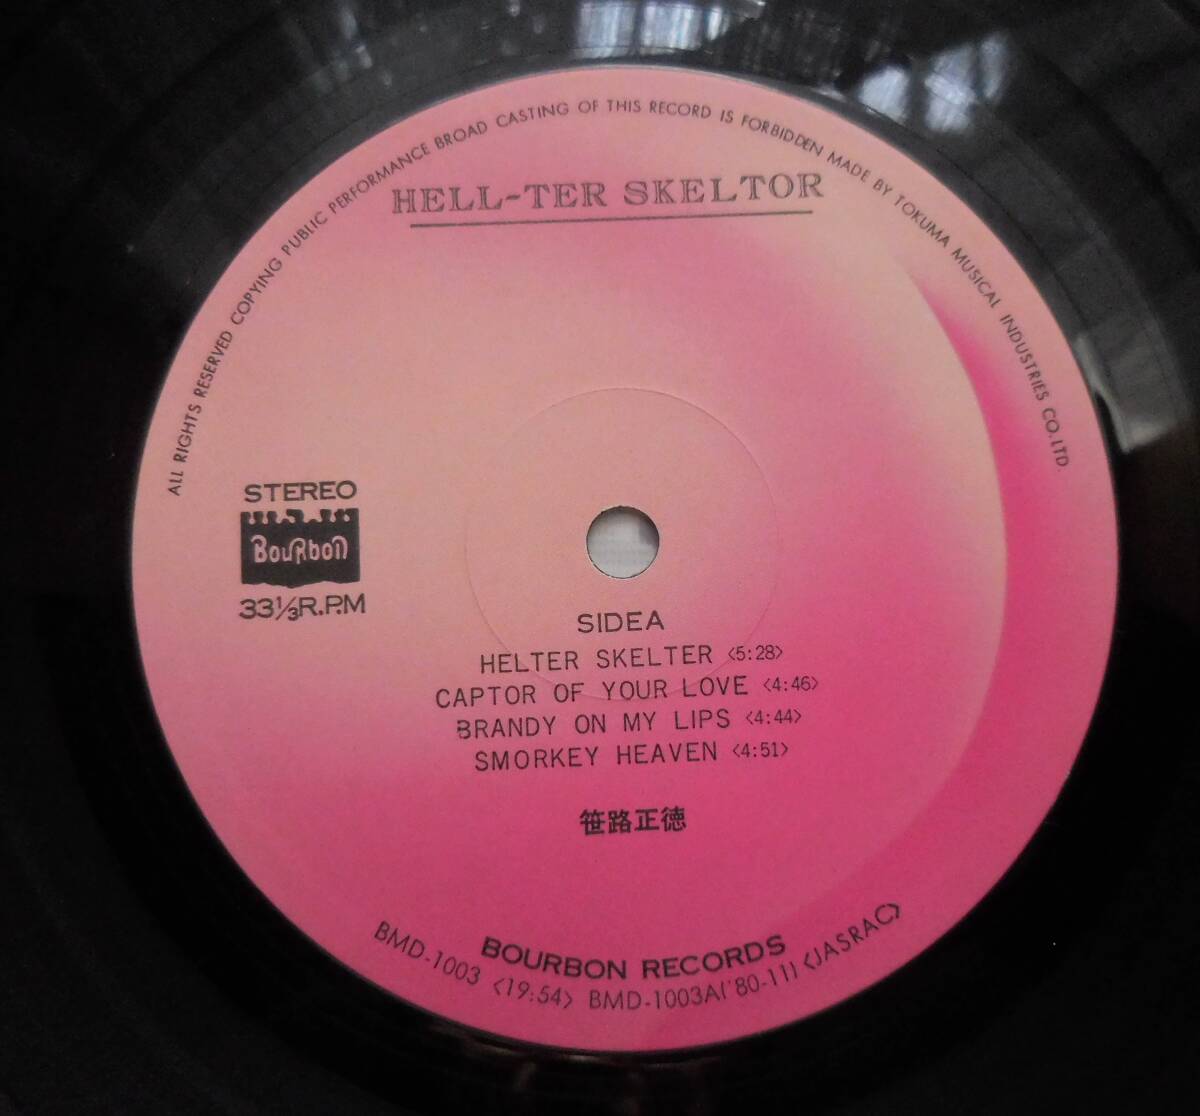 ALL RIGHTS RESERVED COPYING PUBLIC PERFORMANCE BROAD CASTING OF THIS RECORD IS FORBIDDEN MADE BY TOKUMA MUSICAL INDUSTRIES CO.LTD.
HELL-TER SKELTOR
STEREO
BouRbon
33⅓R.P.M
SIDEA
HELTER SKELTER <5:28>
CAPTOR OF YOUR LOVE <4:46>
BRANDY ON MY LIPS <4:44>
SMORKEY HEAVEN <4:51>
笹路正徳
BOURBON RECORDS
BMD-1003 <19:54> BMD-1003A('80-11) <JASRAC>